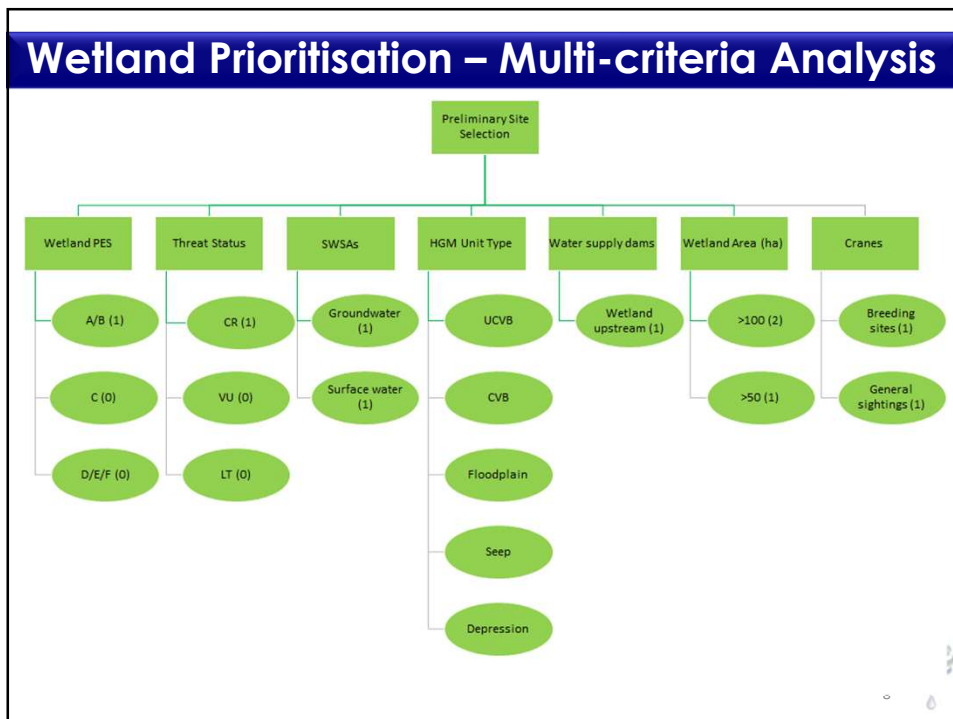 Wetland Prioritisation – Multi-criteria Analysis
Preliminary Site
Selection
Wetland PES
Threat Status
SWSAs
HGM Unit Type
Water supply dams
Wetland Area (ha)
Cranes
A/B (1)
C (0)
D/E/F (0)
CR (1)
VU (0)
LT (0)
Groundwater
(1)
Surface water
(1)
UCVB
CVB
Floodplain
Seep
Depression
Wetland
upstream (1)
>100 (2)
>50 (1)
Breeding
sites (1)
General
sightings (1)